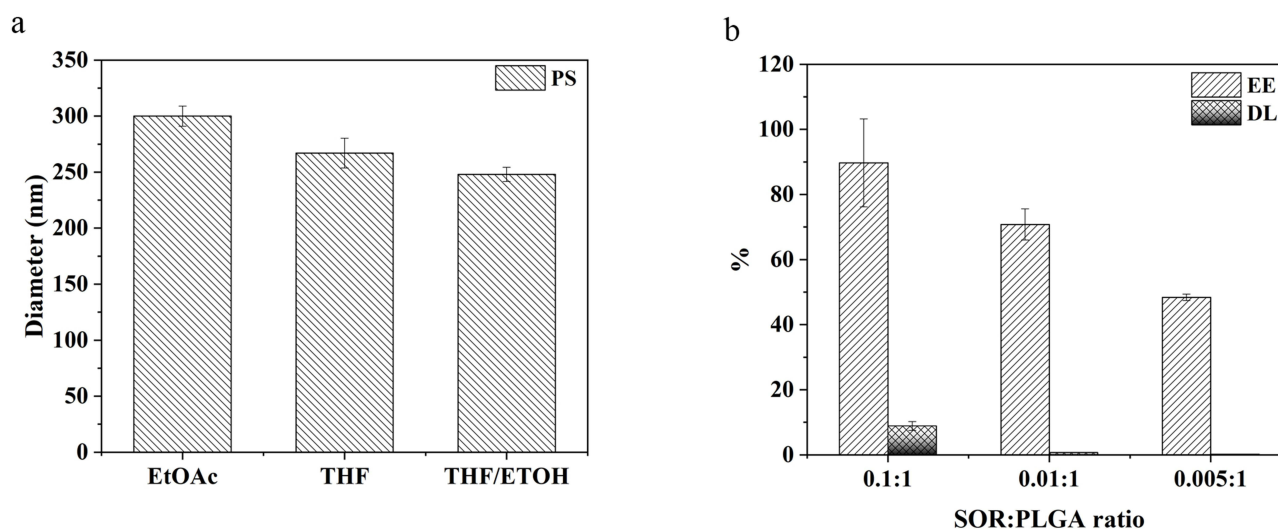 a
350
300
250
200
150
100
50
0
Diameter (nm)
PS
EtOAc
THF
THF/ETOH
b
120
100
80
60
40
20
0
%
EE
DL
0.1:1
0.01:1
0.005:1
SOR:PLGA ratio